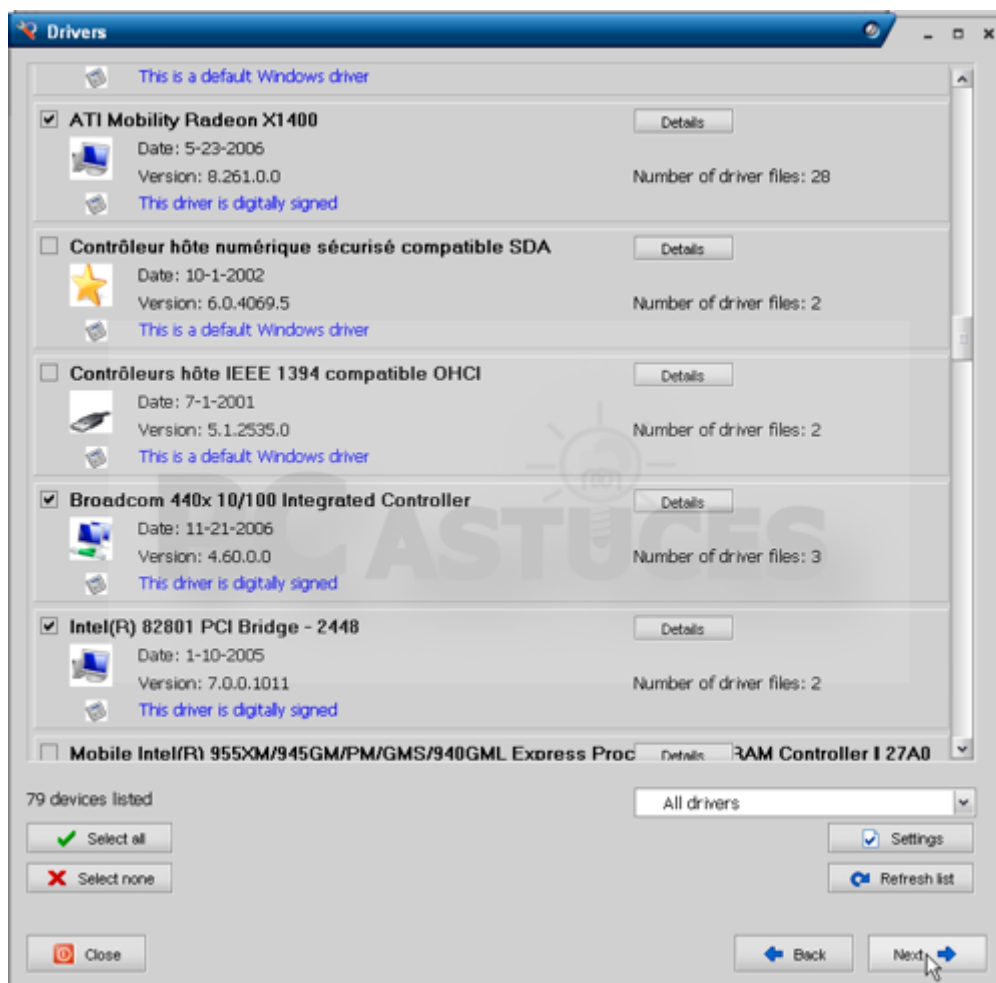 Drivers
This is a default Windows driver
ATI Mobility Radeon X1400
Details
Date: 5-23-2006
Version: 8.261.0.0
Number of driver files: 28
This driver is digitally signed
Contrôleur hôte numérique sécurisé compatible SDA
Details
Date: 10-1-2002
Version: 6.0.4069.5
Number of driver files: 2
This is a default Windows driver
Contrôleurs hôte IEEE 1394 compatible OHCI
Details
Date: 7-1-2001
Version: 5.1.2535.0
Number of driver files: 2
This is a default Windows driver
PC ASTUCES
Broadcom 440x 10/100 Integrated Controller
Details
Date: 11-21-2006
Version: 4.60.0.0
Number of driver files: 3
This driver is digitally signed
Intel(R) 82801 PCI Bridge - 2448
Details
Date: 1-10-2005
Version: 7.0.0.1011
Number of driver files: 2
This driver is digitally signed
Mobile Intel(R) 955XM/945GM/PM/GMS/940GML Express Proc Details RAM Controller | 27A0
79 devices listed
All drivers
Select all
Settings
Select none
Refresh list
Close
Back
Next